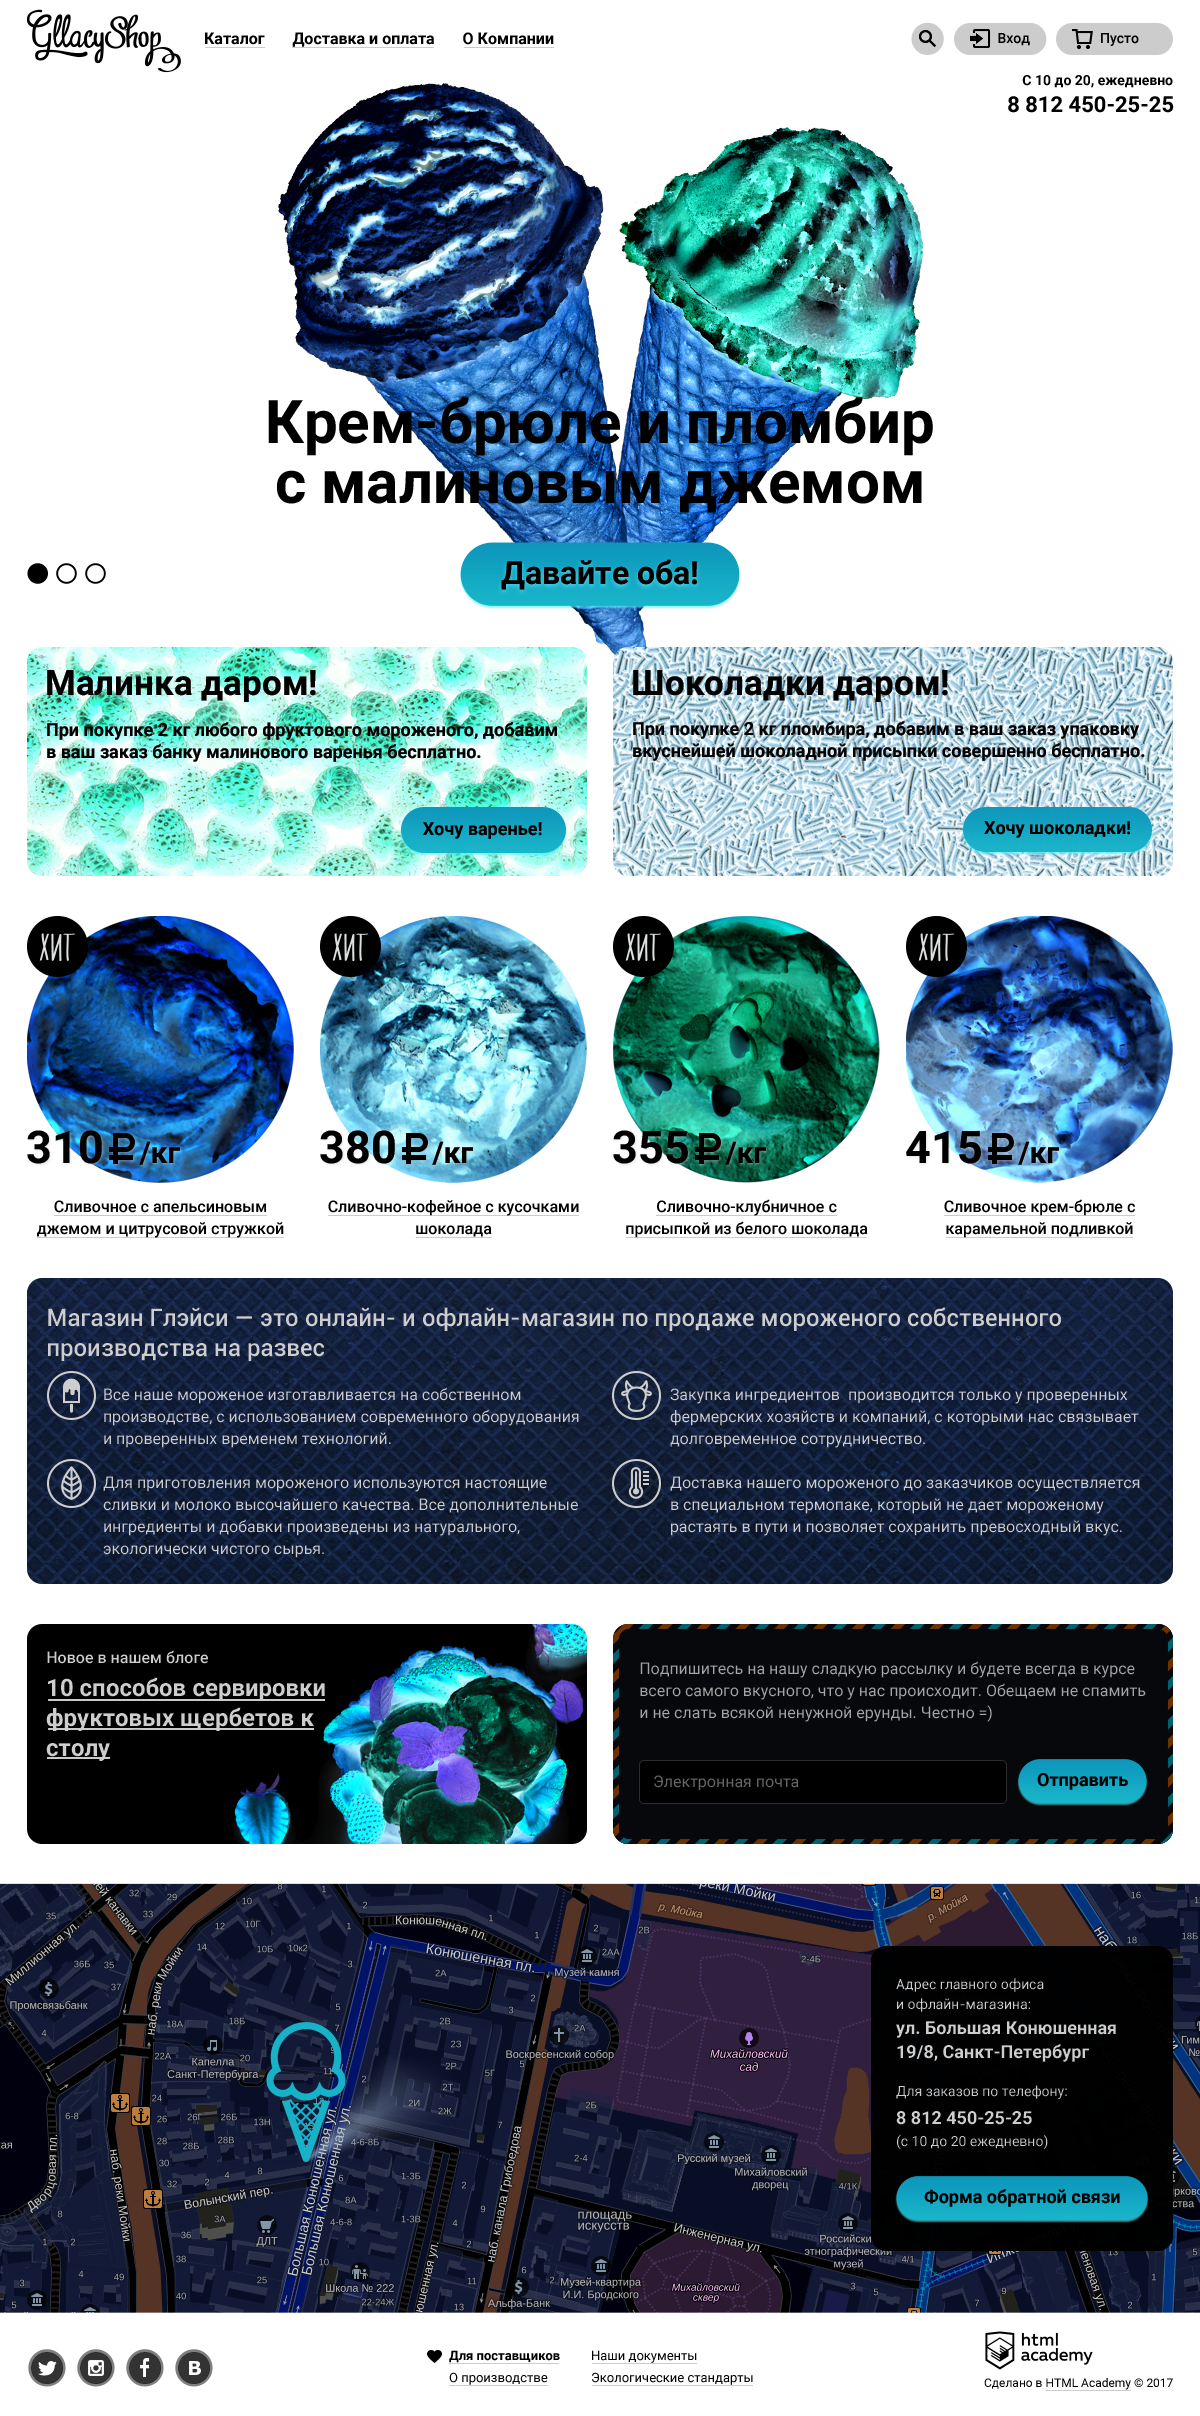 GllacyShop
Каталог
Доставка и оплата
О Компании
Вход
Пусто
С 10 до 20, ежедневно
8 812 450-25-25
Крем-брюле и пломбир
с малиновым джемом
Давайте оба!
Малинка даром!
При покупке 2 кг любого фруктового мороженого, добавим
в ваш заказ банку малинового варенья бесплатно.
Хочу варенье!
Шоколадки даром!
При покупке 2 кг пломбира, добавим в ваш заказ упаковку
вкуснейшей шоколадной присыпки совершенно бесплатно.
Хочу шоколадки!
ХИТ
310₽/кг
Сливочное с апельсиновым
джемом и цитрусовой стружкой
ХИТ
380₽/кг
Сливочно-кофейное с кусочками
шоколада
ХИТ
355₽/кг
Сливочно-клубничное с
присыпкой из белого шоколада
ХИТ
415₽/кг
Сливочное крем-брюле с
карамельной подливкой
Магазин Глэйси — это онлайн- и офлайн-магазин по продаже мороженого собственного
производства на развес
Все наше мороженое изготавливается на собственном
производстве, с использованием современного оборудования
и проверенных временем технологий.
Закупка ингредиентов производится только у проверенных
фермерских хозяйств и компаний, с которыми нас связывает
долговременное сотрудничество.
Для приготовления мороженого используются настоящие
сливки и молоко высочайшего качества. Все дополнительные
ингредиенты и добавки произведены из натурального,
экологически чистого сырья.
Доставка нашего мороженого до заказчиков осуществляется
в специальном термопаке, который не дает мороженому
растаять в пути и позволяет сохранить превосходный вкус.
Новое в нашем блоге
10 способов сервировки
фруктовых щербетов к
столу
Подпишитесь на нашу сладкую рассылку и будете всегда в курсе
всего самого вкусного, что у нас происходит. Обещаем не спамить
и не слать всякой ненужной ерунды. Честно =)
Электронная почта
Отправить
реки Мойки
р. Мойка
р. Мойка
Конюшенная пл.
Конюшенная пл.
Миллионная ул.
наб. реки Мойки
Промсвязьбанк
Музей камня
Капелла
Санкт-Петербурга
Воскресенский собор
Михайловский
сад
Русский музей
Михайловский
дворец
Дворцовая пл.
наб. реки Мойки
Волынский пер.
ДЛТ
Большая Конюшенная ул.
Большая Конюшенная ул.
наб. канала Грибоедова
площадь
искусств
Инженерная ул.
этнографический
музей
Школа № 222
Музей-квартира
И.И. Бродского
Альфа-Банк
Михайловский
сквер
Адрес главного офиса
и офлайн-магазина:
ул. Большая Конюшенная
19/8, Санкт-Петербург
Для заказов по телефону:
8 812 450-25-25
(с 10 до 20 ежедневно)
Форма обратной связи
Для поставщиков
Наши документы
О производстве
Экологические стандарты
html
academy
Сделано в HTML Academy © 2017